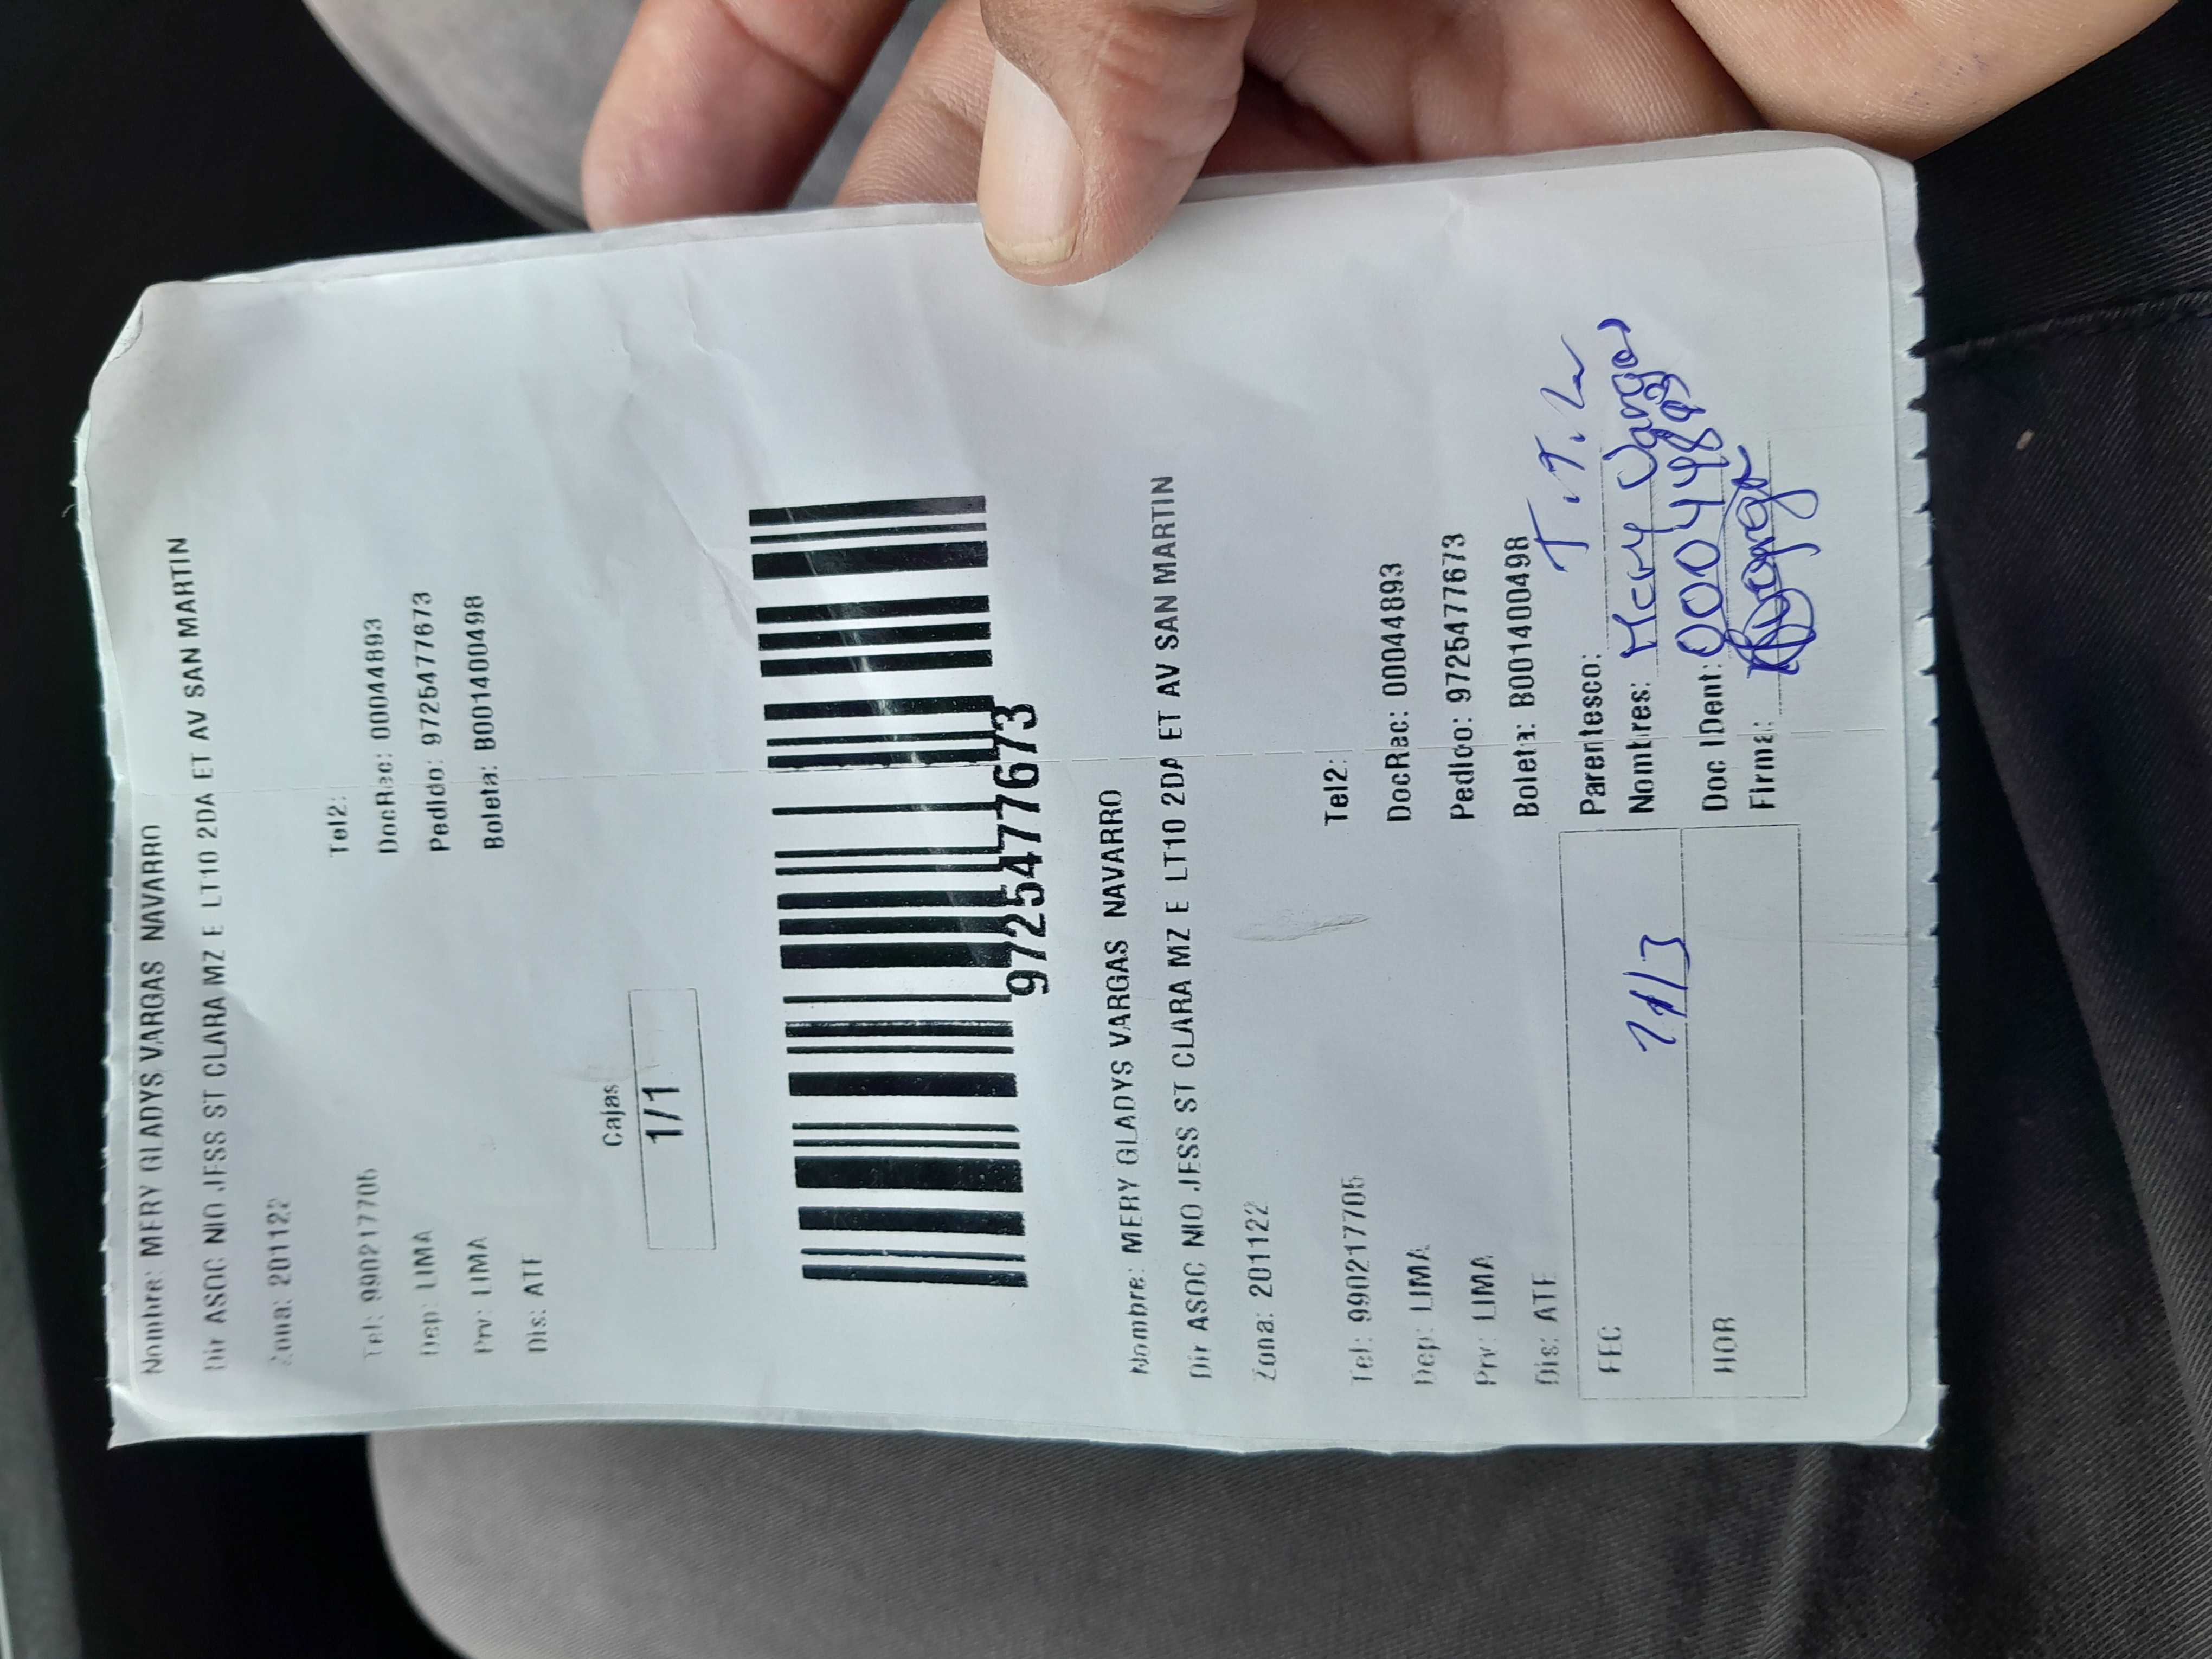 Nombre: MERY GLADYS VARGAS NAVARRO
Dir ASOC NIO JESS ST CLARA MZ E LT10 2DA ET AV SAN MARTIN
Zona: 201122
Tel: 990217705 Tel2:
Dep: LIMA DocRec: 00044893
Prv: LIMA Pedido: 972547767​3
Dis: ATE Boleta: B001400498
Cajas
1/1
9725477673
Nombre: MERY GLADYS VARGAS NAVARRO
Dir ASOC NIO JESS ST CLARA MZ E LT10 2DA ET AV SAN MARTIN
Zona: 201122
Tel: 990217705 Tel2:
Dep: LIMA DocRec: 00044893
Prv: LIMA Pedido: 9725477673
Dis: ATE Boleta: B001400498
FEC Parentesco:
Nombres: Mery Vargas
HOR Doc IDent: 00044893
Firma: